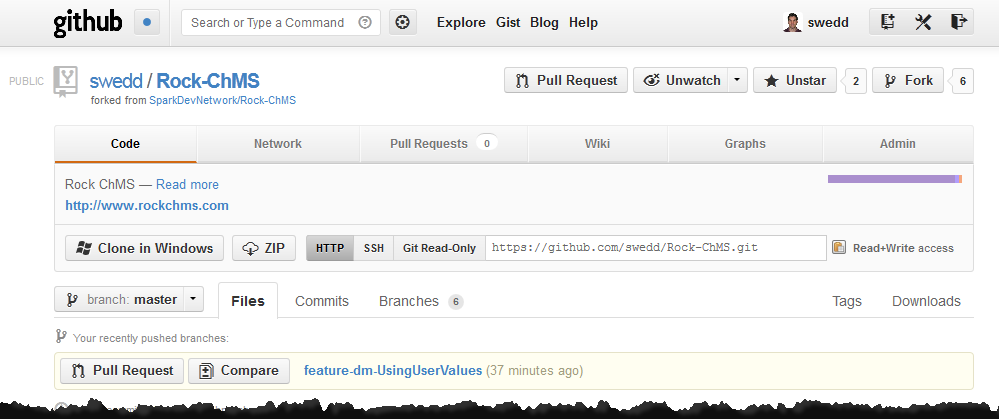 github Search or Type a Command ? Explore Gist Blog Help swedd
PUBLIC swedd / Rock-ChMS Pull Request Unwatch Unstar 2 Fork 6
forked from SparkDevNetwork/Rock-ChMS
Code Network Pull Requests 0 Wiki Graphs Admin
Rock ChMS — Read more
http://www.rockchms.com
Clone in Windows ZIP HTTP SSH Git Read-Only https://github.com/swedd/Rock-ChMS.git Read+Write access
branch: master Files Commits Branches 6 Tags Downloads
Your recently pushed branches:
Pull Request Compare feature-dm-UsingUserValues (37 minutes ago)